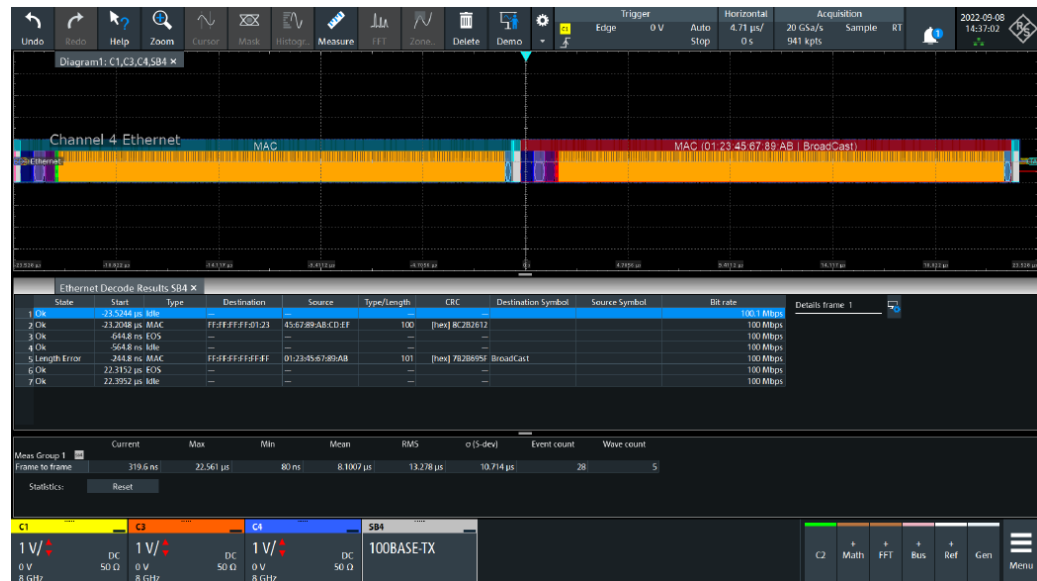 Undo Redo Help Zoom Cursor Mask Histogr. Measure FFT Zone.. Delete Demo
Trigger Horizontal Acquisition
C1 Edge 0 V Auto 4.71 µs/ 20 GSa/s Sample RT
Stop 0 s 941 kpts
1
2022-09-08
14:37:02
Diagram1: C1,C3,C4,SB4 ×
Channel 4 Ethernet
MAC
MAC (01:23:45:67:89:AB | BroadCast)
Ethernet
Ethernet Decode Results SB4 ×
State Start Type Destination Source Type/Length CRC Destination Symbol Source Symbol Bit rate
1 Ok -23.5244 µs Idle — — — — 100.1 Mbps
2 Ok -23.2048 µs MAC FF:FF:FF:FF:01:23 45:67:89:AB:CD:EF 100 [hex] 8C2B2612 100 Mbps
3 Ok -644.8 ns EOS — — — — 100 Mbps
4 Ok -564.8 ns Idle — — — — 100 Mbps
5 Length Error -244.8 ns MAC FF:FF:FF:FF:FF:FF 01:23:45:67:89:AB 101 [hex] 7B2B695F BroadCast 100 Mbps
6 Ok 22.3152 µs EOS — — — — 100 Mbps
7 Ok 22.3952 µs Idle — — — — 100 Mbps
Details frame 1
Current Max Min Mean RMS σ (S-dev) Event count Wave count
Meas Group 1
Frame to frame 319.6 ns 22.561 µs 80 ns 8.1007 µs 13.278 µs 10.714 µs 28 5
Statistics: Reset
C1 C3 C4 SB4
1 V/ 1 V/ 1 V/ 100BASE-TX
DC DC DC
0 V 50 Ω 0 V 50 Ω 0 V 50 Ω
8 GHz 8 GHz 8 GHz
C2 + Math + FFT + Bus + Ref Gen Menu